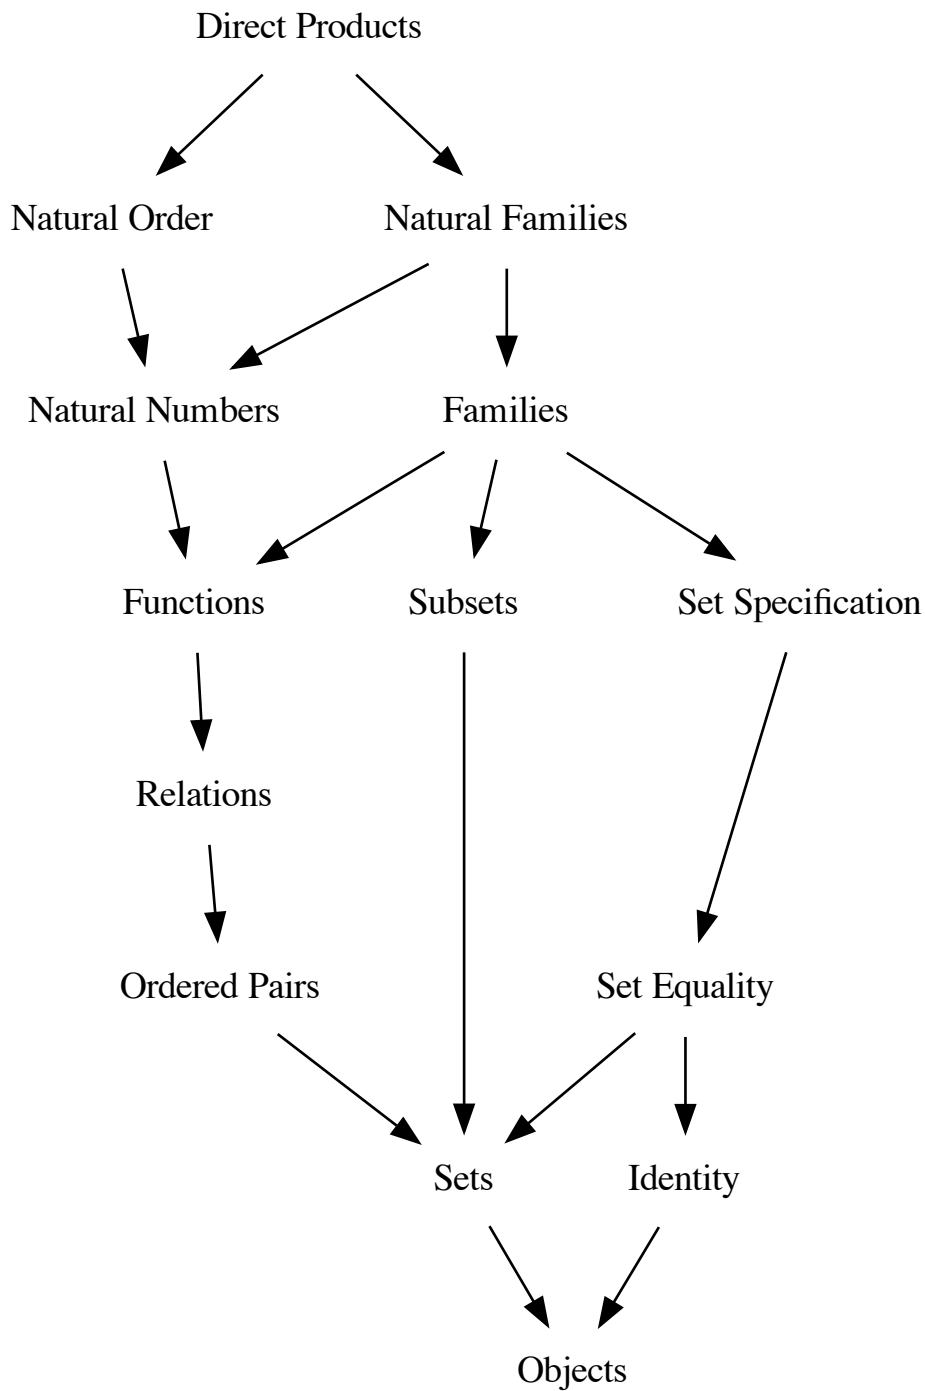 Direct Products
Natural Order
Natural Families
Natural Numbers
Families
Functions
Subsets
Set Specification
Relations
Ordered Pairs
Set Equality
Sets
Identity
Objects